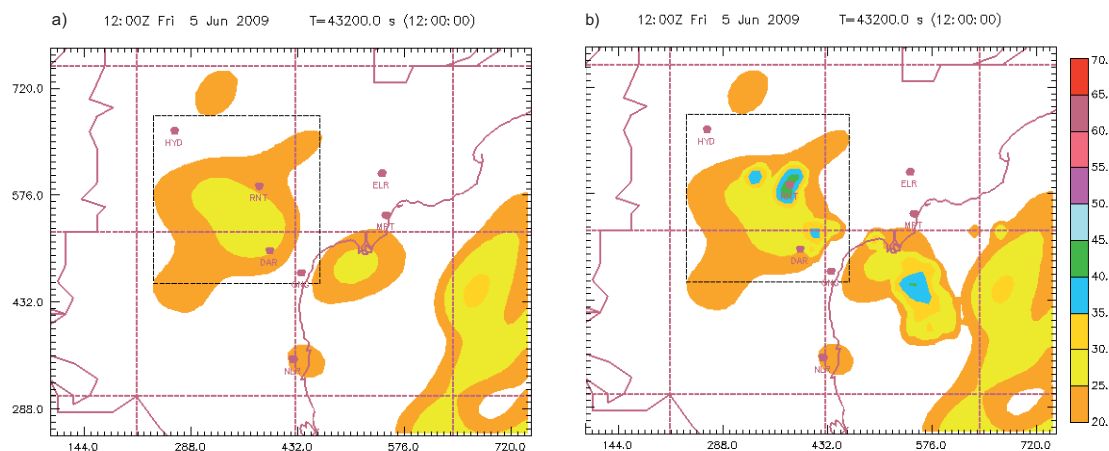 a) 12:00Z Fri 5 Jun 2009 T=43200.0 s (12:00:00)
b) 12:00Z Fri 5 Jun 2009 T=43200.0 s (12:00:00)
720.0
576.0
432.0
288.0
144.0 288.0 432.0 576.0 720.0
HYD
ELR
RNT
MPT
DAR
NLR
720.0
576.0
432.0
288.0
144.0 288.0 432.0 576.0 720.0
HYD
ELR
MPT
DAR
NLR
70.
65.
60.
55.
50.
45.
40.
35.
30.
25.
20.